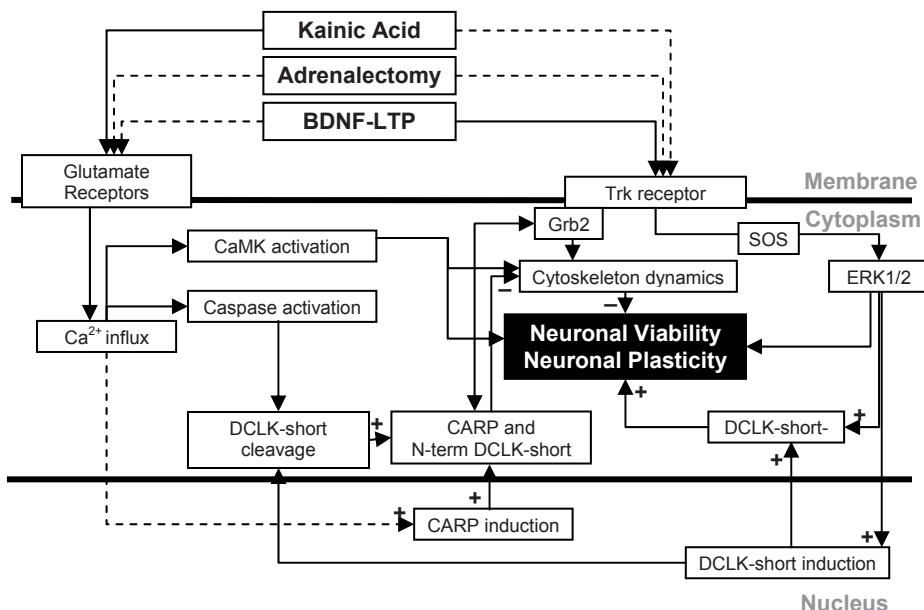 Kainic Acid
Adrenalectomy
BDNF-LTP
Glutamate
Receptors
Trk receptor
Membrane
Cytoplasm
Grb2
SOS
CaMK activation
Cytoskeleton dynamics
ERK1/2
–
Caspase activation
–
Ca²⁺ influx
Neuronal Viability
Neuronal Plasticity
+
DCLK-short
cleavage
+
CARP and
N-term DCLK-short
DCLK-short-
+
+
+
+
CARP induction
+
+
DCLK-short induction
Nucleus